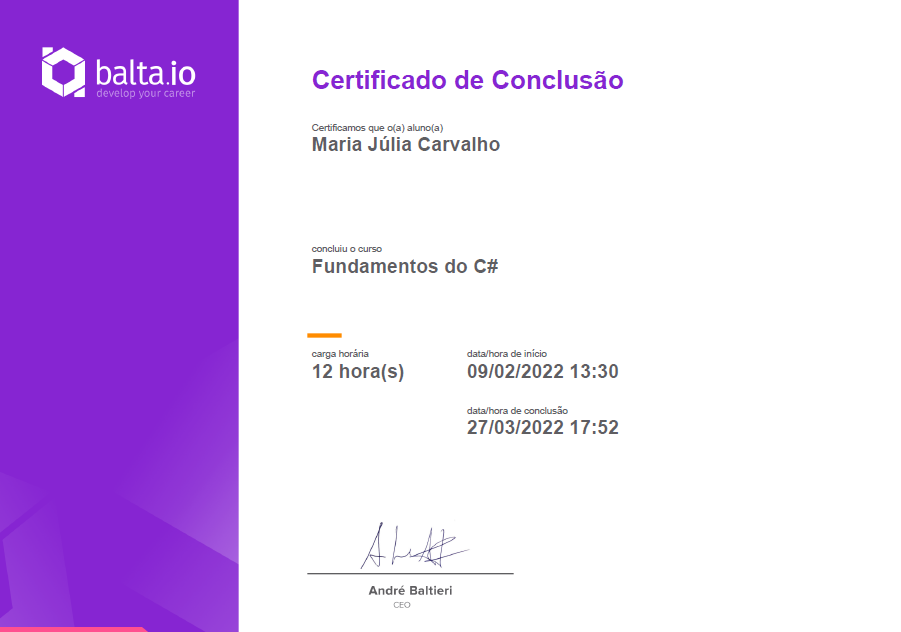 balta.io
develop your career
Certificado de Conclusão
Certificamos que o(a) aluno(a)
Maria Júlia Carvalho
concluiu o curso
Fundamentos do C#
carga horária
12 hora(s)
data/hora de início
09/02/2022 13:30
data/hora de conclusão
27/03/2022 17:52
André Baltieri
CEO